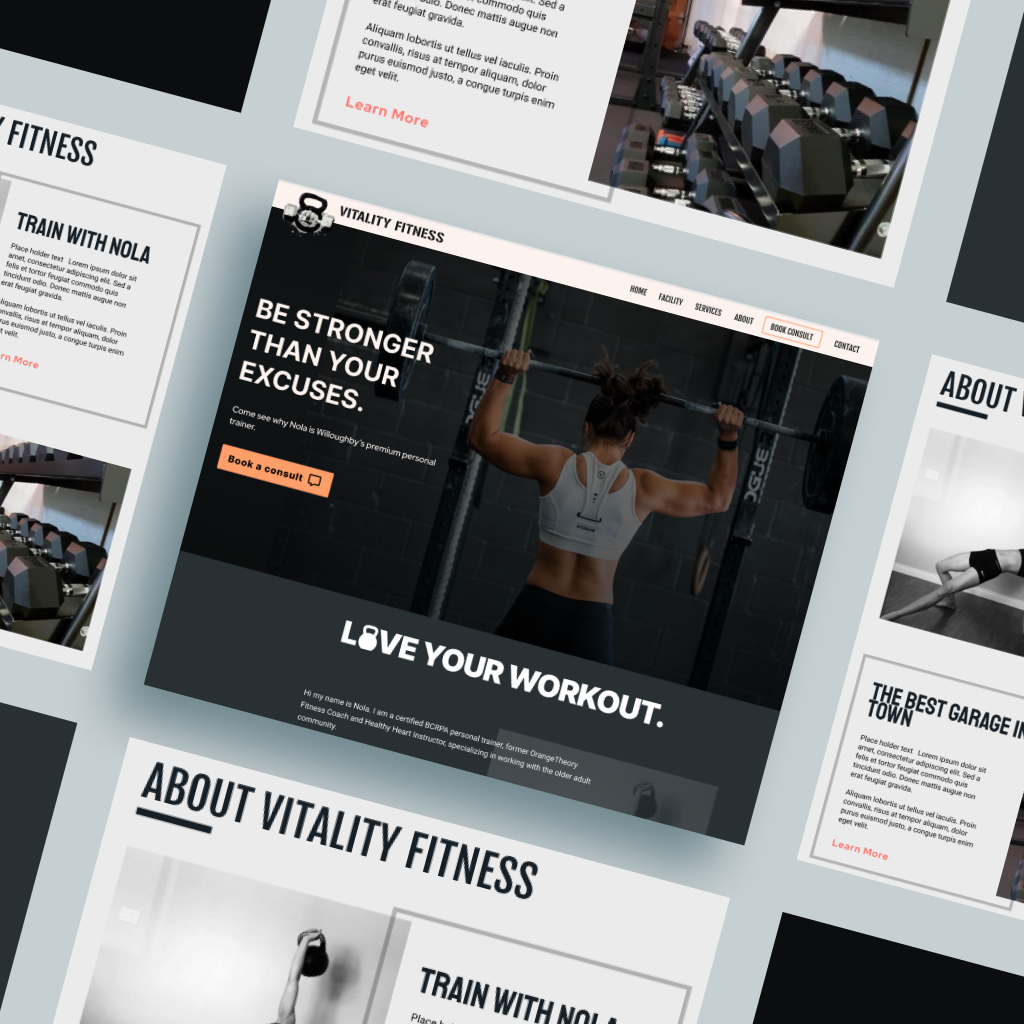 Sed a
commodo quis
erat feugiat gravida. Donec mattis augue non
Aliquam lobortis ut tellus vel iaculis. Proin
convallis, risus at tempor aliquam, dolor
purus euismod justo, a congue turpis enim
eget velit.
Learn More
Y FITNESS
TRAIN WITH NOLA
Place holder text Lorem ipsum dolor sit
amet, consectetur adipiscing elit. Sed a
est et tortor feugiat commodo quis
tincidunt odio. Donec mattis augue non
erat feugiat gravida.
Aliquam lobortis ut tellus vel iaculis. Proin
convallis, risus at tempor aliquam, dolor
purus euismod justo, a congue turpis enim
eget velit.
rn More
VITALITY FITNESS
HOME FACILITY SERVICES ABOUT BOOK CONSULT CONTACT
BE STRONGER
THAN YOUR
EXCUSES.
Come see why Nola is Willoughby's premium personal
trainer.
Book a consult
LOVE YOUR WORKOUT.
Hi my name is Nola. I am a certified BCRPA personal trainer, former OrangeTheory
Fitness Coach and Healthy Heart Instructor, specializing in working with the older adult
community.
ABOUT
THE BEST GARAGE IN
TOWN
Place holder text Lorem ipsum dolor sit
amet, consectetur adipiscing elit. Sed a
est et tortor feugiat commodo quis
tincidunt odio. Donec mattis augue non
erat feugiat gravida.
Aliquam lobortis ut tellus vel iaculis. Proin
convallis, risus at tempor aliquam, dolor
purus euismod justo, a congue turpis enim
eget velit.
Learn More
ABOUT VITALITY FITNESS
TRAIN WITH NOLA
Place